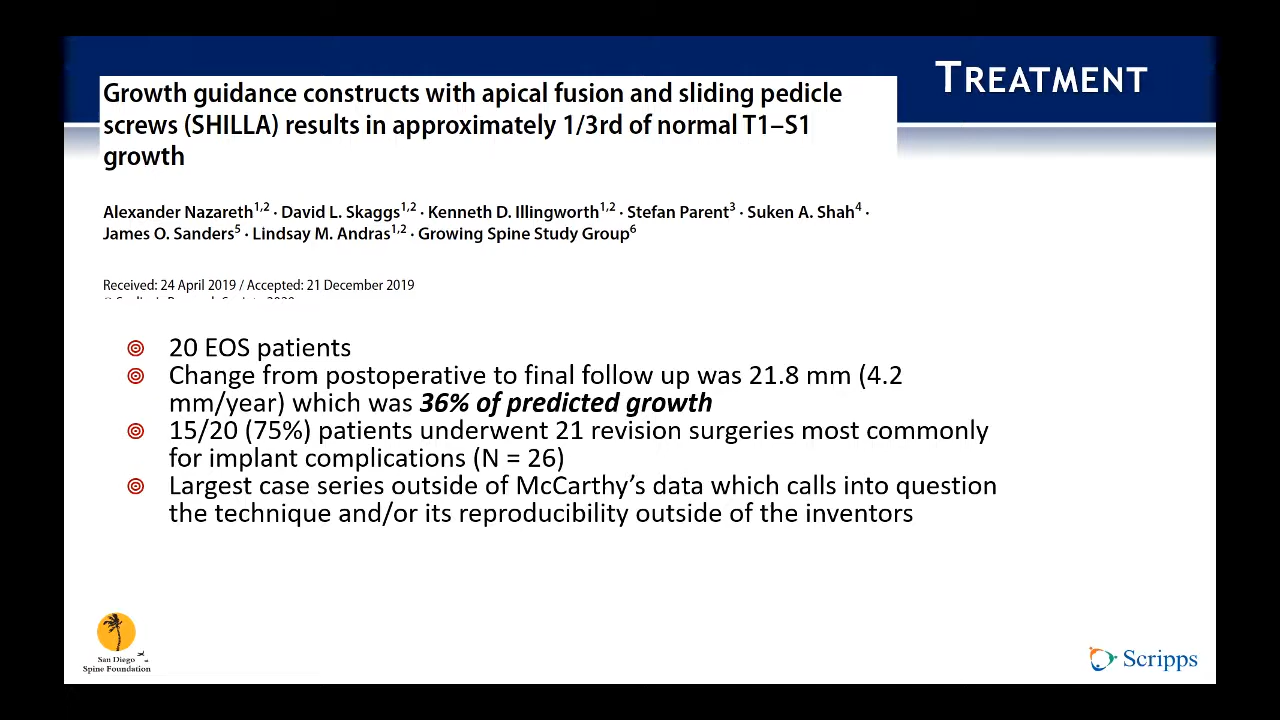 TREATMENT
Growth guidance constructs with apical fusion and sliding pedicle
screws (SHILLA) results in approximately 1/3rd of normal T1–S1
growth
Alexander Nazareth1,2 · David L. Skaggs1,2 · Kenneth D. Illingworth1,2 · Stefan Parent3 · Suken A. Shah4 ·
James O. Sanders5 · Lindsay M. Andras1,2 · Growing Spine Study Group6
Received: 24 April 2019 / Accepted: 21 December 2019
20 EOS patients
Change from postoperative to final follow up was 21.8 mm (4.2
mm/year) which was 36% of predicted growth
15/20 (75%) patients underwent 21 revision surgeries most commonly
for implant complications (N = 26)
Largest case series outside of McCarthy’s data which calls into question
the technique and/or its reproducibility outside of the inventors
San Diego
Spine Foundation
Scripps